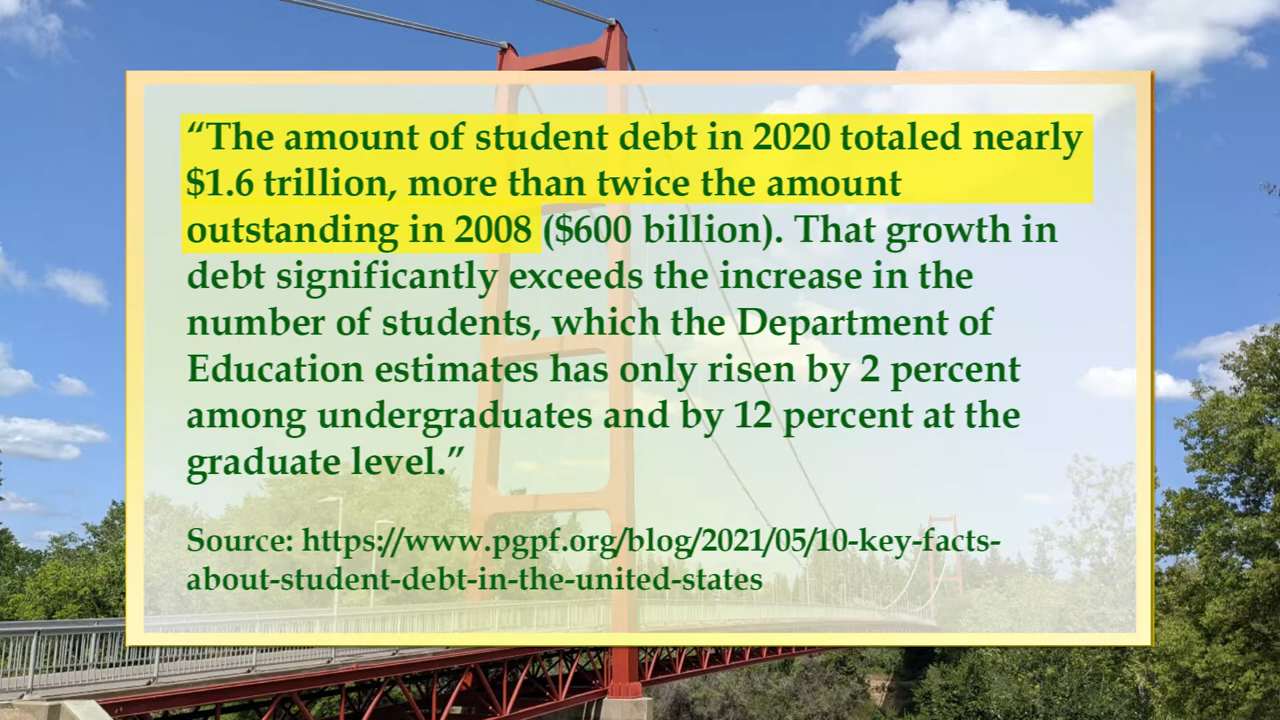 “The amount of student debt in 2020 totaled nearly
$1.6 trillion, more than twice the amount
outstanding in 2008 ($600 billion). That growth in
debt significantly exceeds the increase in the
number of students, which the Department of
Education estimates has only risen by 2 percent
among undergraduates and by 12 percent at the
graduate level.”
Source: https://www.pgpf.org/blog/2021/05/10-key-facts-
about-student-debt-in-the-united-states